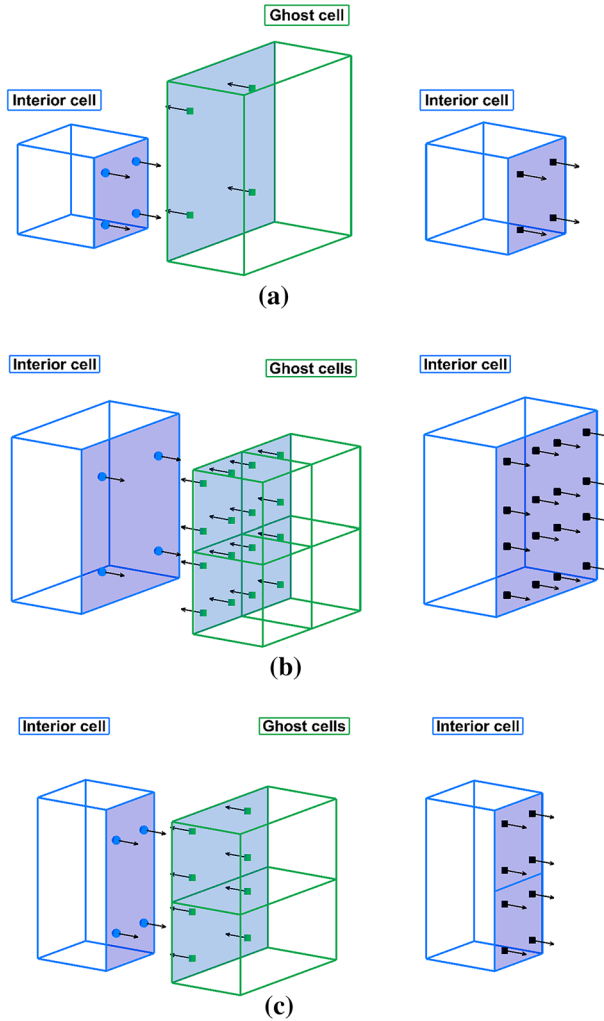 Ghost cell
Interior cell
Interior cell
(a)
Interior cell
Ghost cells
Interior cell
(b)
Interior cell
Ghost cells
Interior cell
(c)